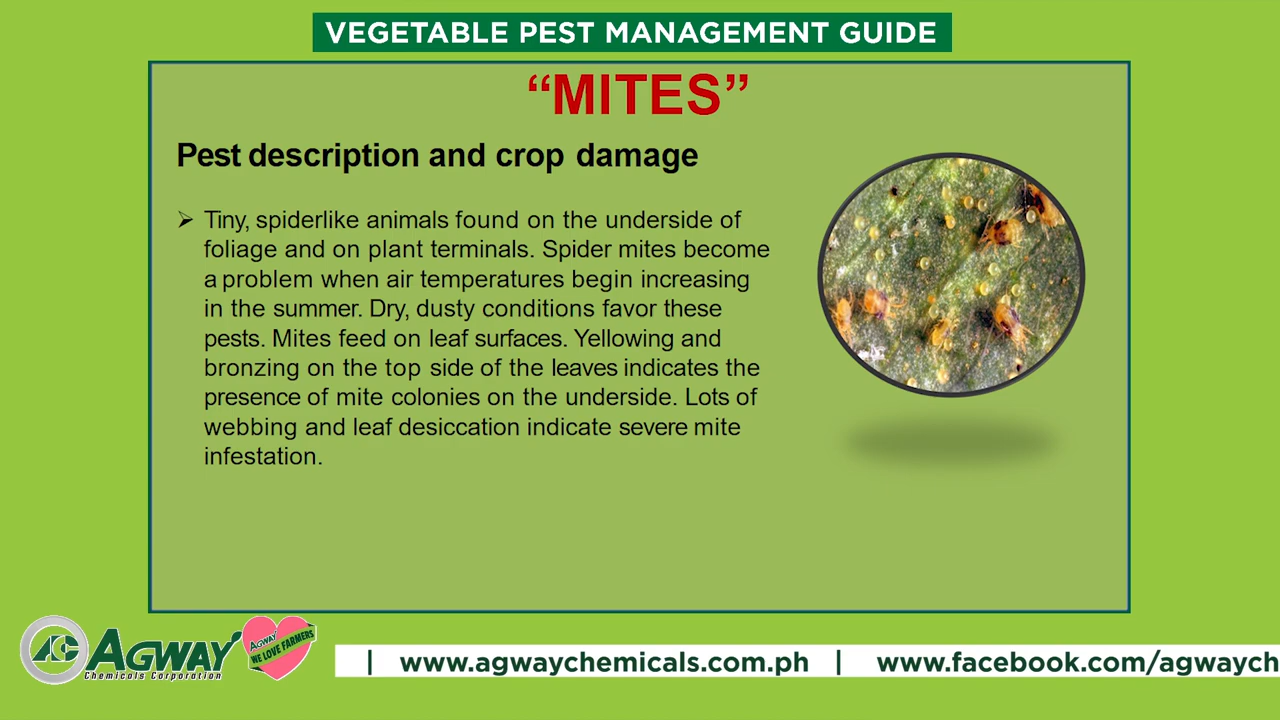 VEGETABLE PEST MANAGEMENT GUIDE
“MITES”
Pest description and crop damage
➢ Tiny, spiderlike animals found on the underside of
foliage and on plant terminals. Spider mites become
a problem when air temperatures begin increasing
in the summer. Dry, dusty conditions favor these
pests. Mites feed on leaf surfaces. Yellowing and
bronzing on the top side of the leaves indicates the
presence of mite colonies on the underside. Lots of
webbing and leaf desiccation indicate severe mite
infestation.
AC
AGWAY
Chemicals Corporation
AGWAY
WE LOVE FARMERS
| www.agwaychemicals.com.ph | www.facebook.com/agwaych